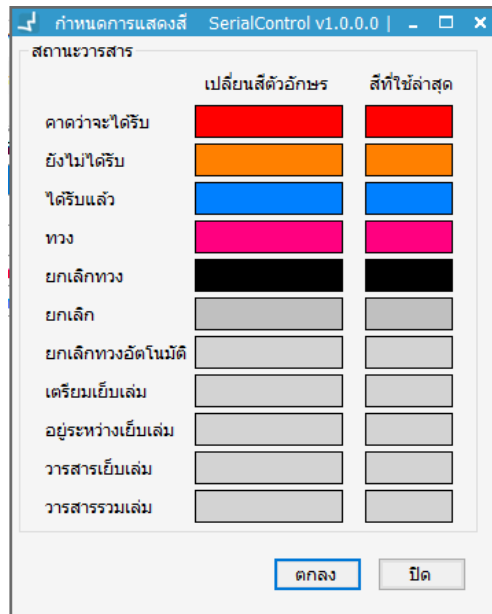 กำหนดการแสดงสี SerialControl v1.0.0.0 |
สถานะวารสาร
เปลี่ยนสีตัวอักษร สีที่ใช้ล่าสุด
คาดว่าจะได้รับ
ยังไม่ได้รับ
ได้รับแล้ว
ทวง
ยกเลิกทวง
ยกเลิก
ยกเลิกทวงอัตโนมัติ
เตรียมเย็บเล่ม
อยู่ระหว่างเย็บเล่ม
วารสารเย็บเล่ม
วารสารรวมเล่ม
ตกลง ปิด